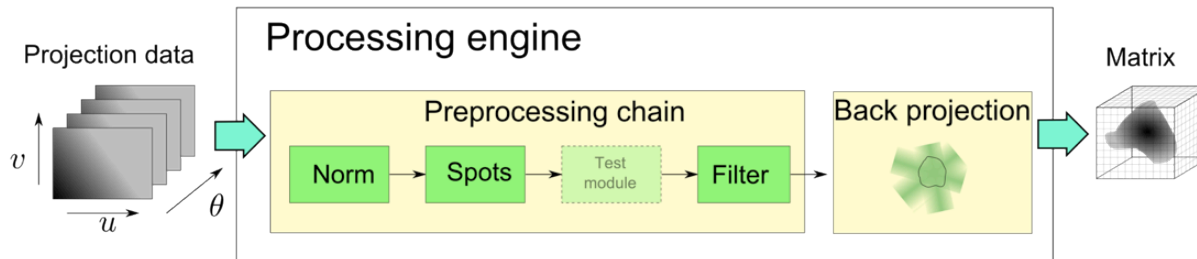 Processing engine
Projection data
Matrix
Preprocessing chain
Back projection
Norm
Spots
Test
module
Filter
v
u
θ